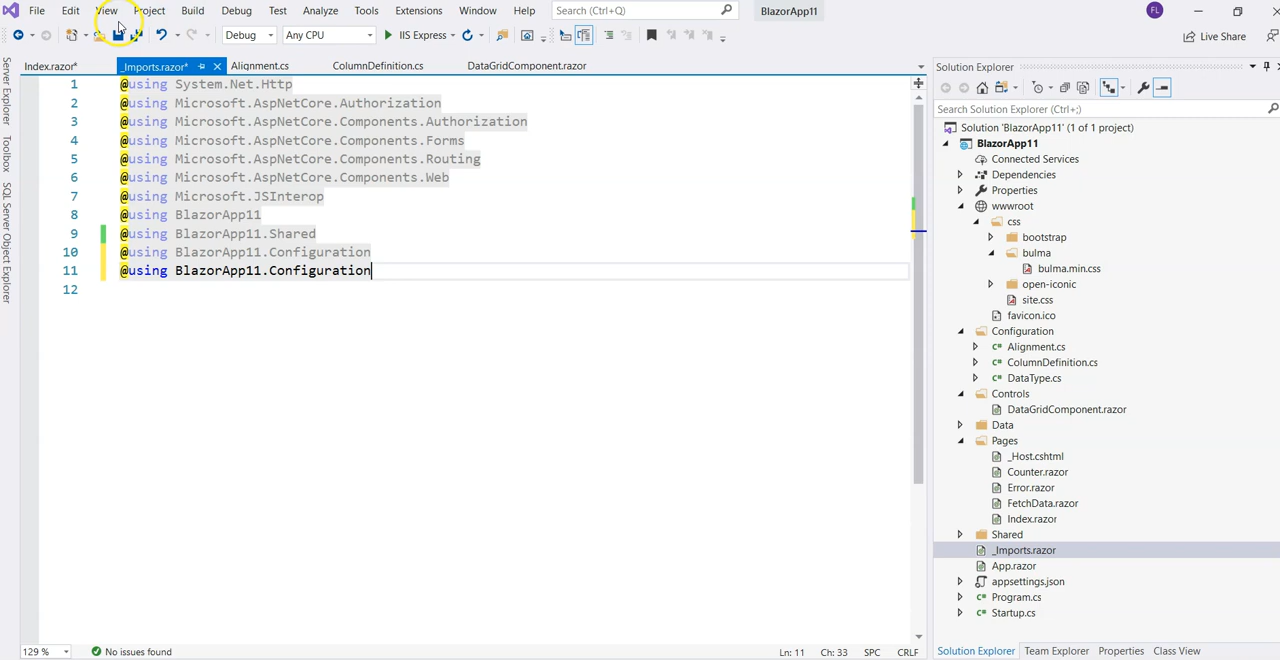 File Edit View Project Build Debug Test Analyze Tools Extensions Window Help Search (Ctrl+Q) BlazorApp11 FL
Debug Any CPU IIS Express Live Share
Server Explorer
Toolbox
SQL Server Object Explorer
Index.razor* _Imports.razor* Alignment.cs ColumnDefinition.cs DataGridComponent.razor
1 @using System.Net.Http
2 @using Microsoft.AspNetCore.Authorization
3 @using Microsoft.AspNetCore.Components.Authorization
4 @using Microsoft.AspNetCore.Components.Forms
5 @using Microsoft.AspNetCore.Components.Routing
6 @using Microsoft.AspNetCore.Components.Web
7 @using Microsoft.JSInterop
8 @using BlazorApp11
9 @using BlazorApp11.Shared
10 @using BlazorApp11.Configuration
11 @using BlazorApp11.Configuration
12
129 % No issues found Ln: 11 Ch: 33 SPC CRLF
Solution Explorer
Search Solution Explorer (Ctrl+;)
Solution 'BlazorApp11' (1 of 1 project)
BlazorApp11
Connected Services
Dependencies
Properties
wwwroot
css
bootstrap
bulma
bulma.min.css
open-iconic
site.css
favicon.ico
Configuration
C# Alignment.cs
C# ColumnDefinition.cs
C# DataType.cs
Controls
DataGridComponent.razor
Data
Pages
_Host.cshtml
Counter.razor
Error.razor
FetchData.razor
Index.razor
Shared
_Imports.razor
App.razor
appsettings.json
C# Program.cs
C# Startup.cs
Solution Explorer Team Explorer Properties Class View